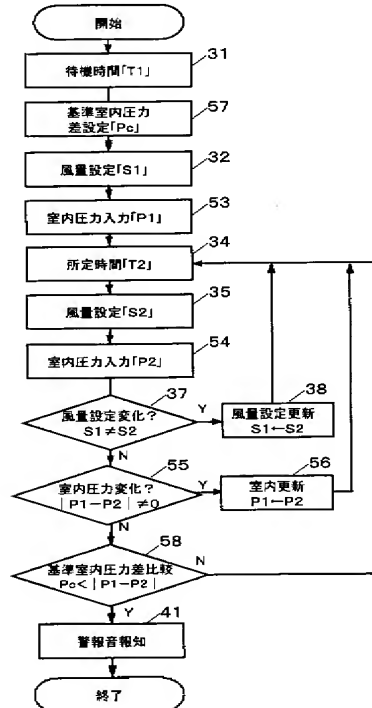 開始
待機時間「T1」
31
基準室内圧力
差設定「Pc」
57
風量設定「S1」
32
室内圧力入力「P1」
53
所定時間「T2」
34
風量設定「S2」
35
室内圧力入力「P2」
54
風量設定変化?
S1≠S2
37
Y
風量設定更新
S1←S2
38
N
室内圧力変化?
|P1−P2|≠0
55
Y
室内更新
P1←P2
56
N
基準室内圧力差比較
Pc<|P1−P2|
58
N
Y
警報音報知
41
終了